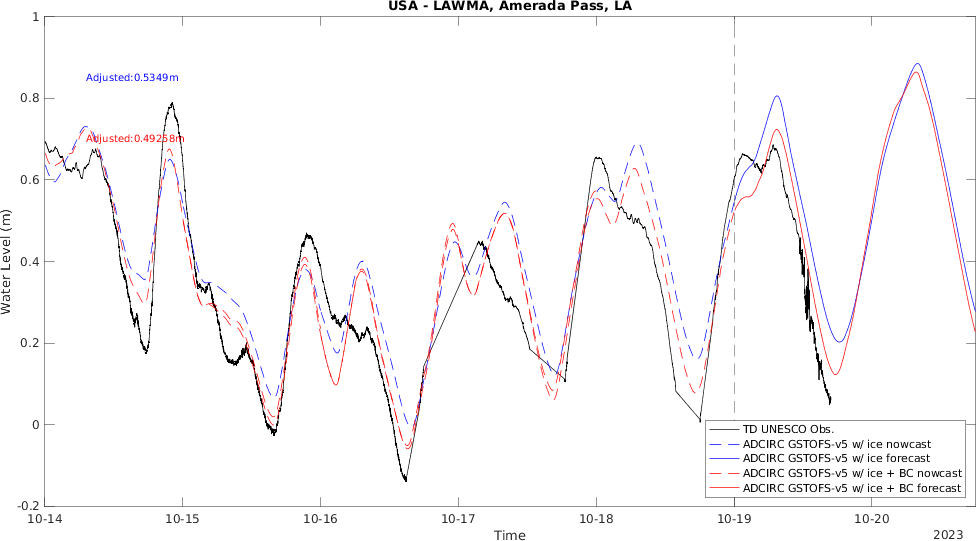 USA - LAWMA, Amerada Pass, LA
1
0.8
0.6
0.4
0.2
0
-0.2
Water Level (m)
Adjusted:0.5349m
Adjusted:0.49258m
TD UNESCO Obs.
ADCIRC GSTOFS-v5 w/ ice nowcast
ADCIRC GSTOFS-v5 w/ ice forecast
ADCIRC GSTOFS-v5 w/ ice + BC nowcast
ADCIRC GSTOFS-v5 w/ ice + BC forecast
10-14 10-15 10-16 10-17 10-18 10-19 10-20
Time
2023